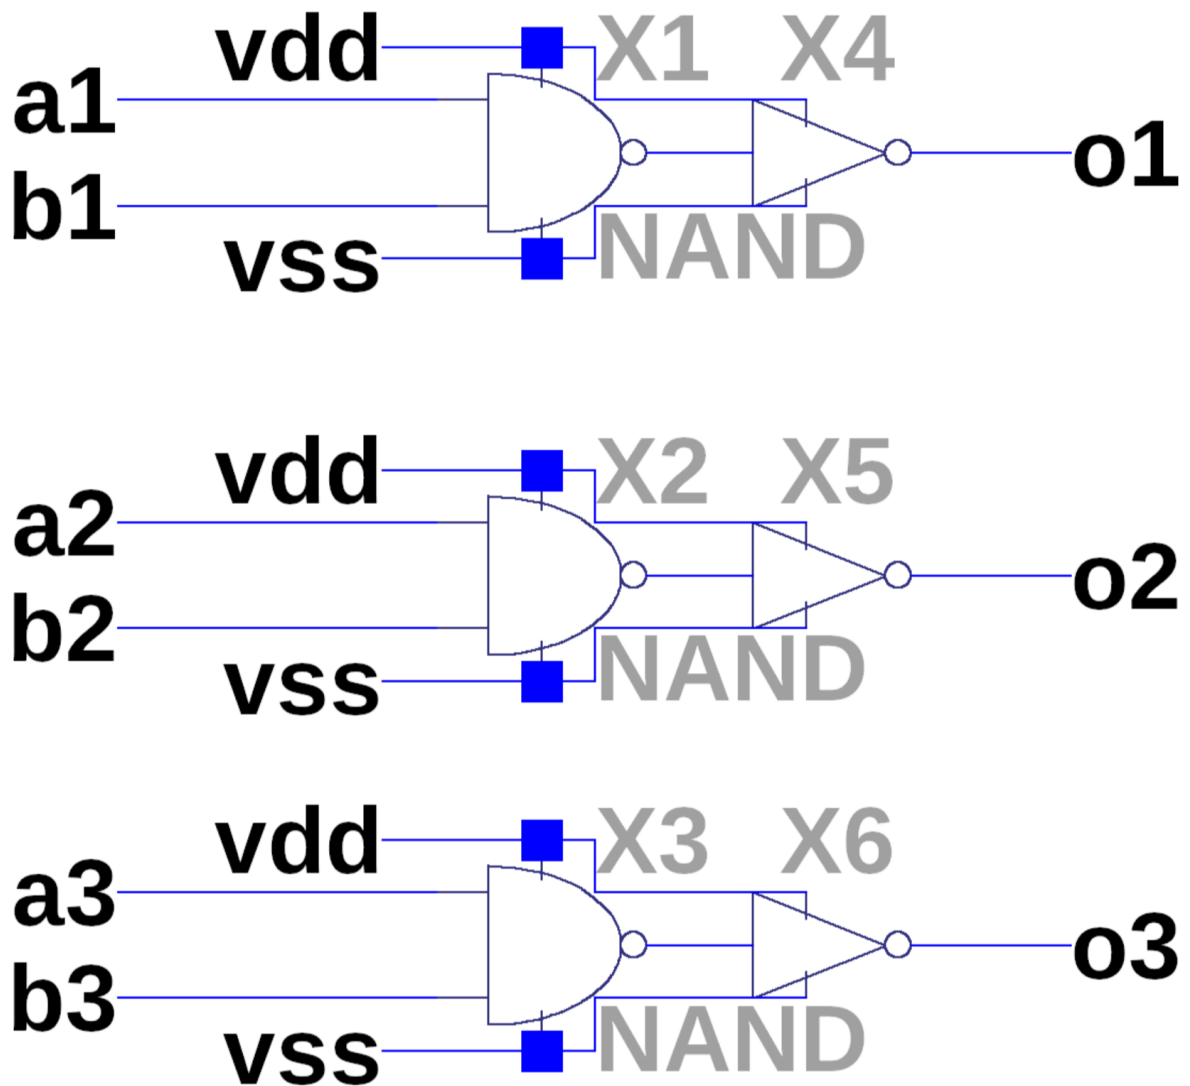 vdd X1 X4
a1
o1
b1
vss NAND
vdd X2 X5
a2
o2
b2
vss NAND
vdd X3 X6
a3
o3
b3
vss NAND